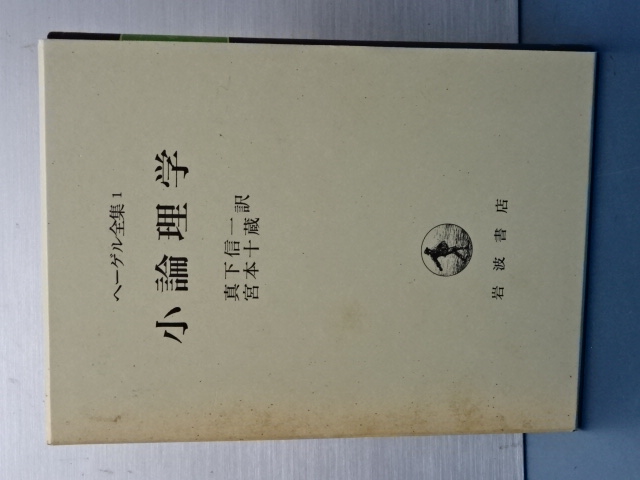 ヘーゲル全集 1
小論理学
真下信一
宮本十蔵 訳
岩波書店